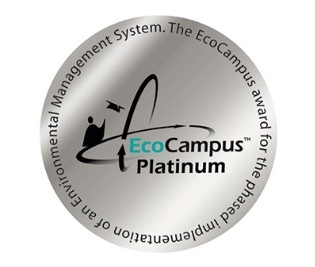 The EcoCampus award for the phased implementation of an Environmental Management System.
EcoCampus™
Platinum